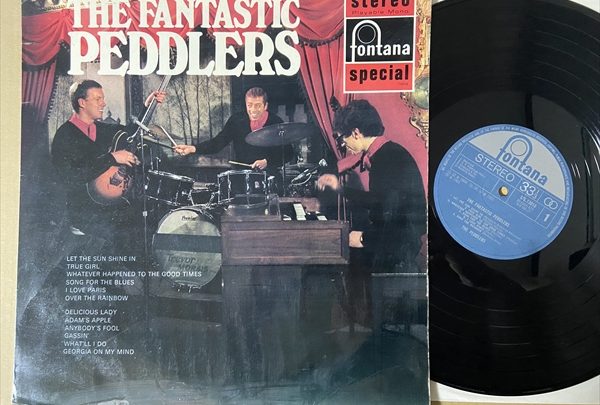 THE FANTASTIC
PEDDLERS
stereo
Playable-Mono
fontana
special
LET THE SUN SHINE IN
TRUE GIRL
WHATEVER HAPPENED TO THE GOOD TIMES
SONG FOR THE BLUES
I LOVE PARIS
OVER THE RAINBOW
DELICIOUS LADY
ADAM'S APPLE
ANYBODY'S FOOL
GASSIN'
WHAT'LL I DO
GEORGIA ON MY MIND
TREVOR
fontana
STEREO 33
1
THE FANTASTIC PEDDLERS
THE PEDDLERS